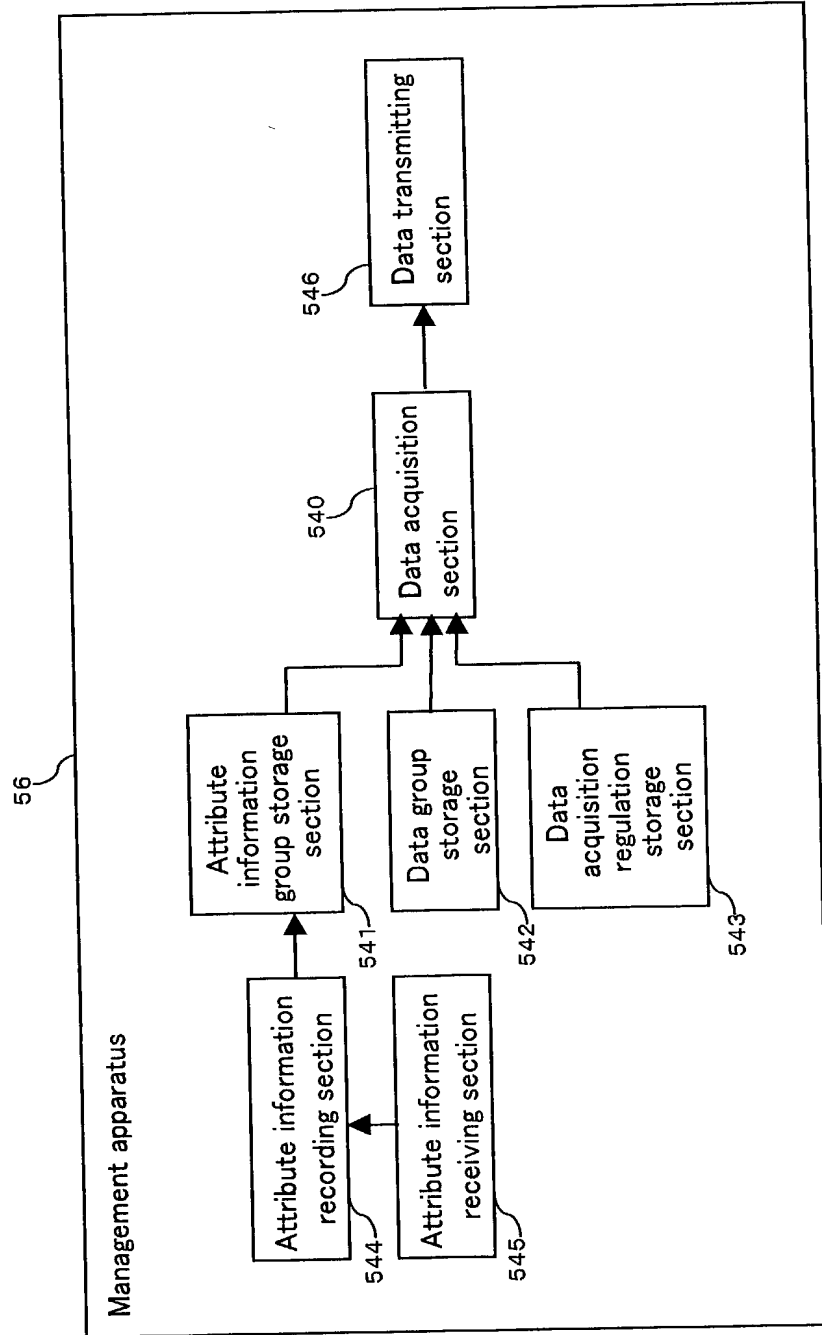 56
Management apparatus
Attribute information
recording section
544
Attribute information
receiving section
545
Attribute
information
group storage
section
541
Data group
storage
section
542
Data
acquisition
regulation
storage
section
543
540
Data acquisition
section
546
Data transmitting
section